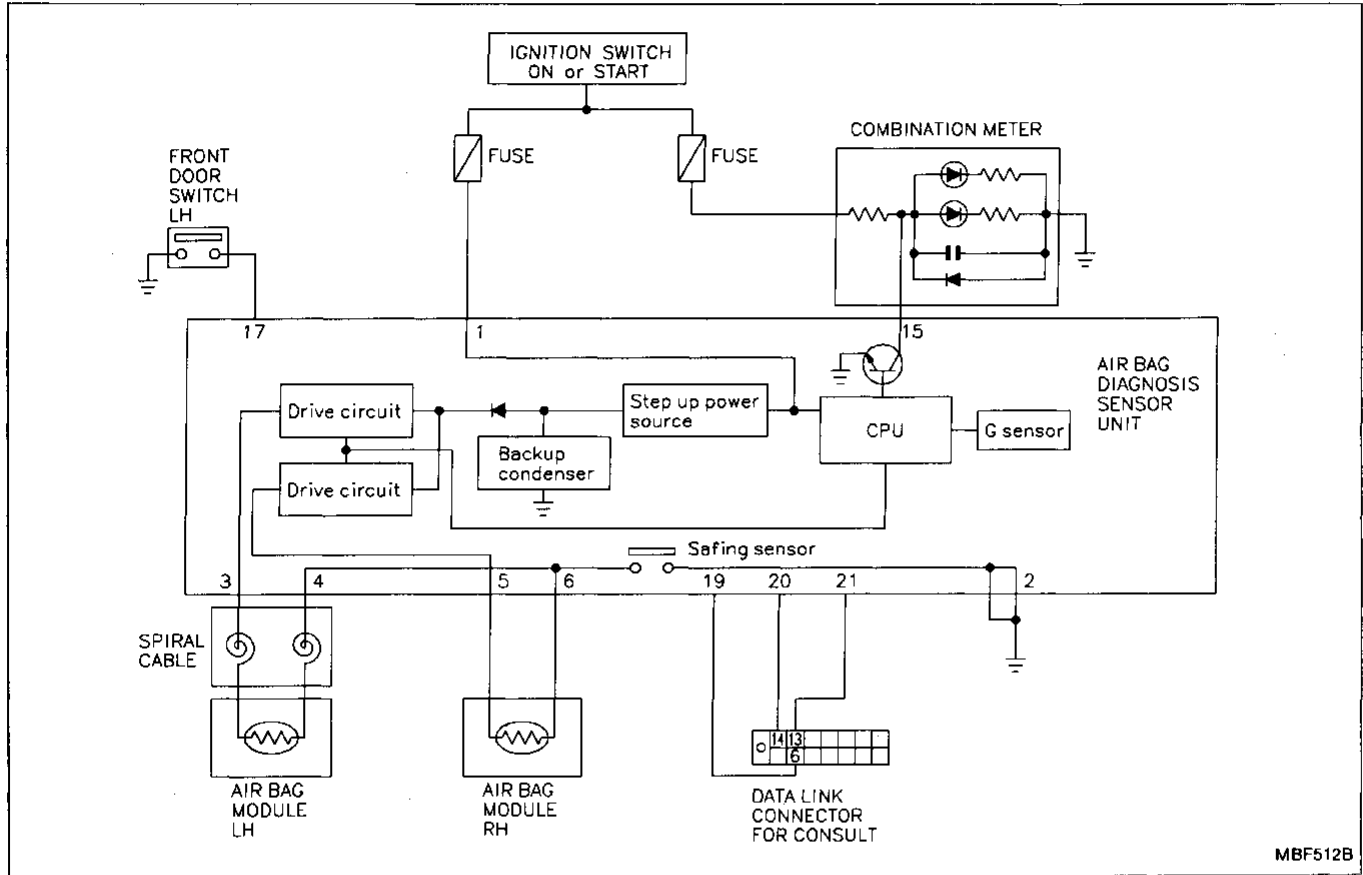 IGNITION SWITCH
ON or START
FUSE
FUSE
COMBINATION METER
FRONT
DOOR
SWITCH
LH
17
1
15
AIR BAG
DIAGNOSIS
SENSOR
UNIT
Drive circuit
Step up power
source
CPU
G sensor
Backup
condenser
Drive circuit
Safing sensor
3
4
5
6
19
20
21
2
SPIRAL
CABLE
14 13
6
AIR BAG
MODULE
LH
AIR BAG
MODULE
RH
DATA LINK
CONNECTOR
FOR CONSULT
MBF512B